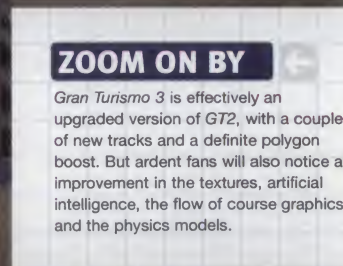 ZOOM ON BY
Gran Turismo 3 is effectively an
upgraded version of GT2, with a couple
of new tracks and a definite polygon
boost. But ardent fans will also notice a
improvement in the textures, artificial
intelligence, the flow of course graphics
and the physics models.